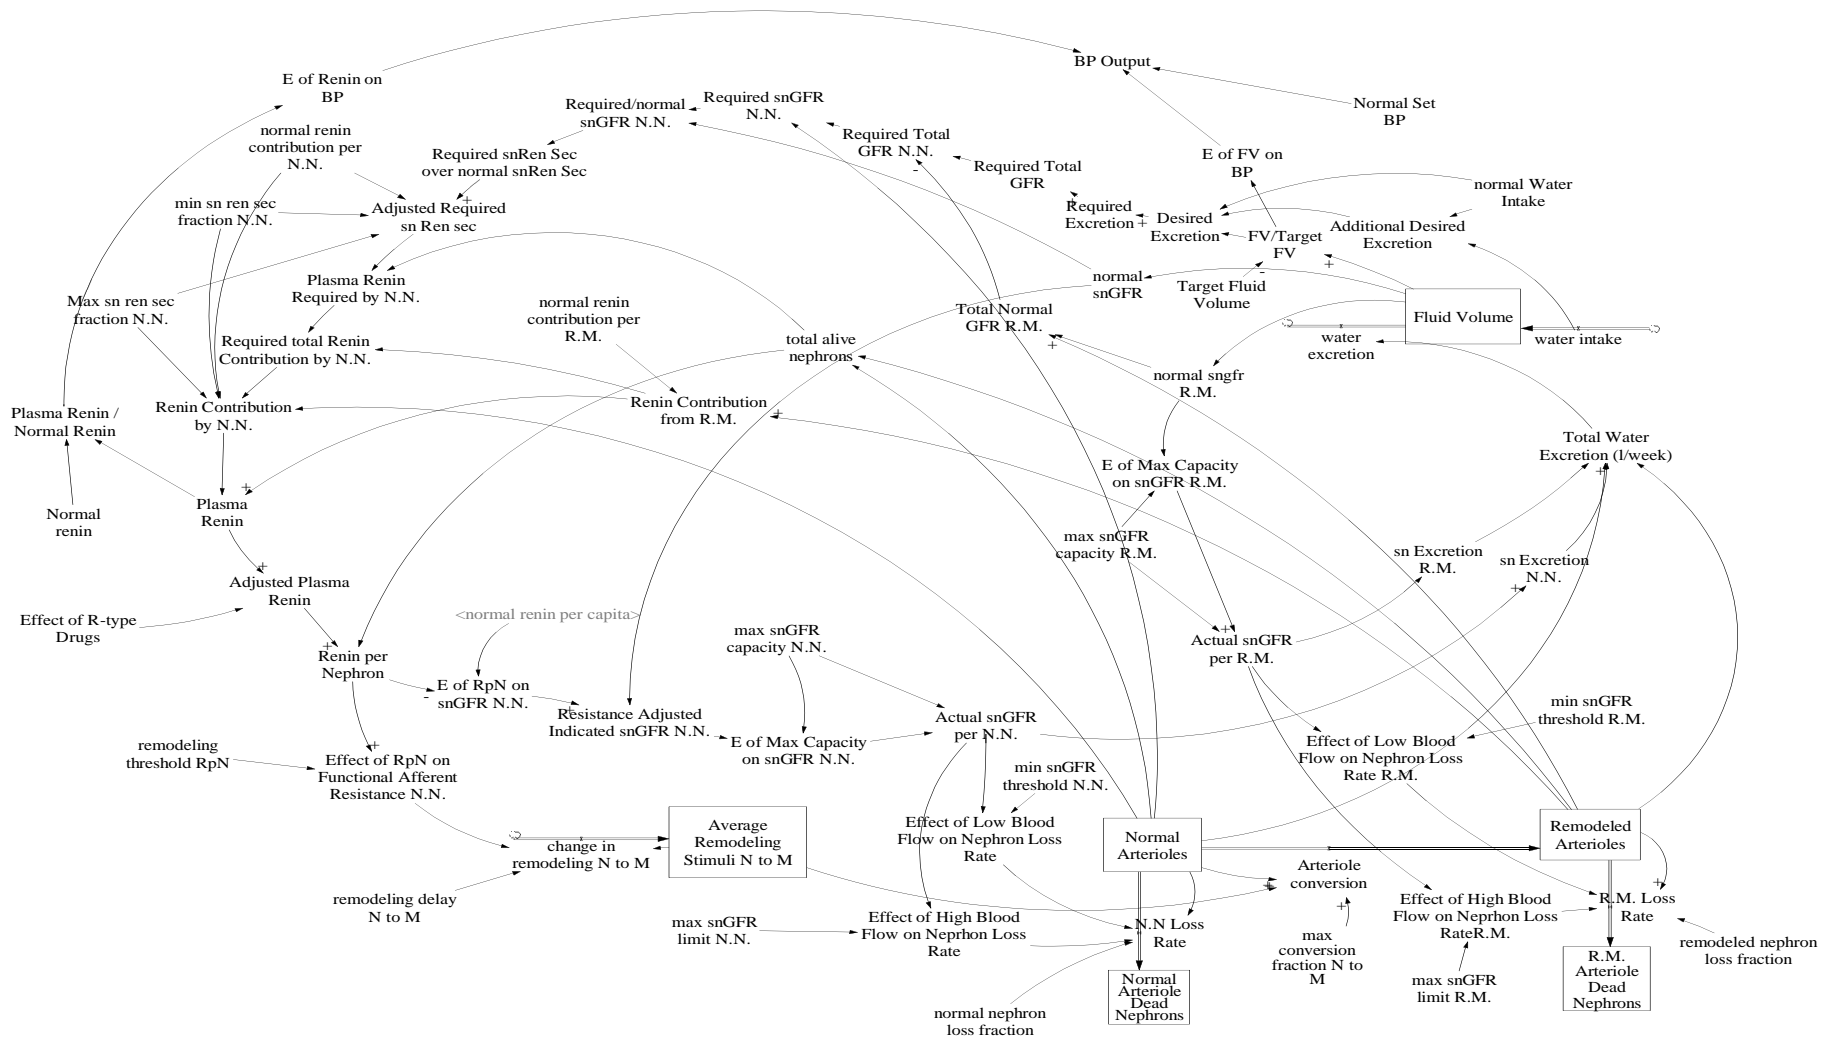 BP Output
E of Renin on
BP
Normal Set
BP
Required/normal
snGFR N.N.
Required snGFR
N.N.
normal renin
contribution per
N.N.
Required Total
GFR N.N.
-
Required snRen Sec
over normal snRen Sec
+
Required Total
GFR
E of FV on
BP
normal Water
Intake
min sn ren sec
fraction N.N.
Adjusted Required
sn Ren sec
Required
Excretion
+
Desired
Excretion
FV/Target
FV
-
+
Additional Desired
Excretion
Plasma Renin
Required by N.N.
normal
snGFR
Target Fluid
Volume
Max sn ren sec
fraction N.N.
normal renin
contribution per
R.M.
Total Normal
GFR R.M.
+
Fluid Volume
water
excretion
water intake
Required total Renin
Contribution by N.N.
total alive
nephrons
normal sngfr
R.M.
Plasma Renin /
Normal Renin
Renin Contribution
by N.N.
Renin Contribution
from R.M.
+
Total Water
Excretion (l/week)
+
E of Max Capacity
on snGFR R.M.
+
Plasma
Renin
Normal
renin
max snGFR
capacity R.M.
sn Excretion
R.M.
sn Excretion
N.N.
+
+
Adjusted Plasma
Renin
Effect of R-type
Drugs
<normal renin per capita>
+
Renin per
Nephron
max snGFR
capacity N.N.
+
Actual snGFR
per R.M.
-
E of RpN on
snGFR N.N.
+
Resistance Adjusted
Indicated snGFR N.N.
Actual snGFR
per N.N.
min snGFR
threshold R.M.
E of Max Capacity
on snGFR N.N.
remodeling
threshold RpN
+
Effect of RpN on
Functional Afferent
Resistance N.N.
Effect of Low Blood
Flow on Nephron Loss
Rate R.M.
min snGFR
threshold N.N.
change in
remodeling N to M
Average
Remodeling
Stimuli N to M
Effect of Low Blood
Flow on Nephron Loss
Rate
Normal
Arterioles
Remodeled
Arterioles
remodeling delay
N to M
Arteriole
conversion
+
+
max snGFR
limit N.N.
Effect of High Blood
Flow on Neprhon Loss
Rate
N.N Loss
Rate
Effect of High Blood
Flow on Neprhon Loss
RateR.M.
+
R.M. Loss
Rate
max
conversion
fraction N to
M
remodeled nephron
loss fraction
max snGFR
limit R.M.
normal nephron
loss fraction
Normal
Arteriole
Dead
Nephrons
R.M.
Arteriole
Dead
Nephrons